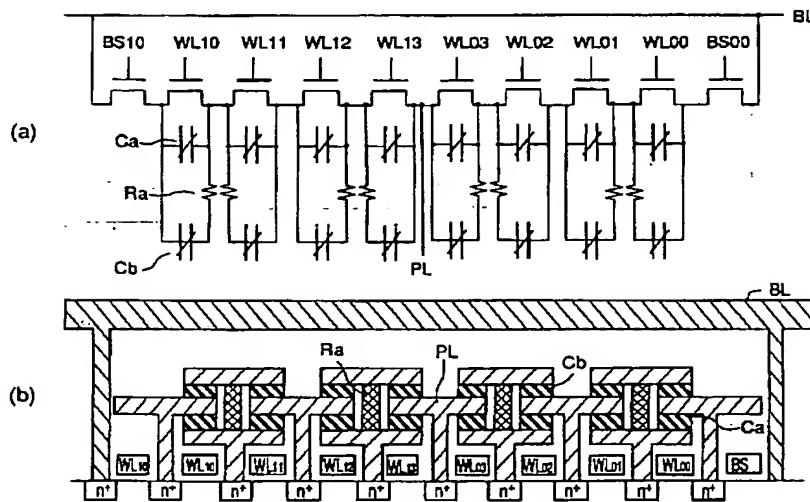 BL
BS10 WL10 WL11 WL12 WL13 WL03 WL02 WL01 WL00 BS00
(a)
Ca
Ra
Cb
PL
BL
(b)
Ra PL Cb
Ca
WL10 WL11 WL12 WL13 WL03 WL02 WL01 WL00 BS
n+ n+ n+ n+ n+ n+ n+ n+ n+ n+